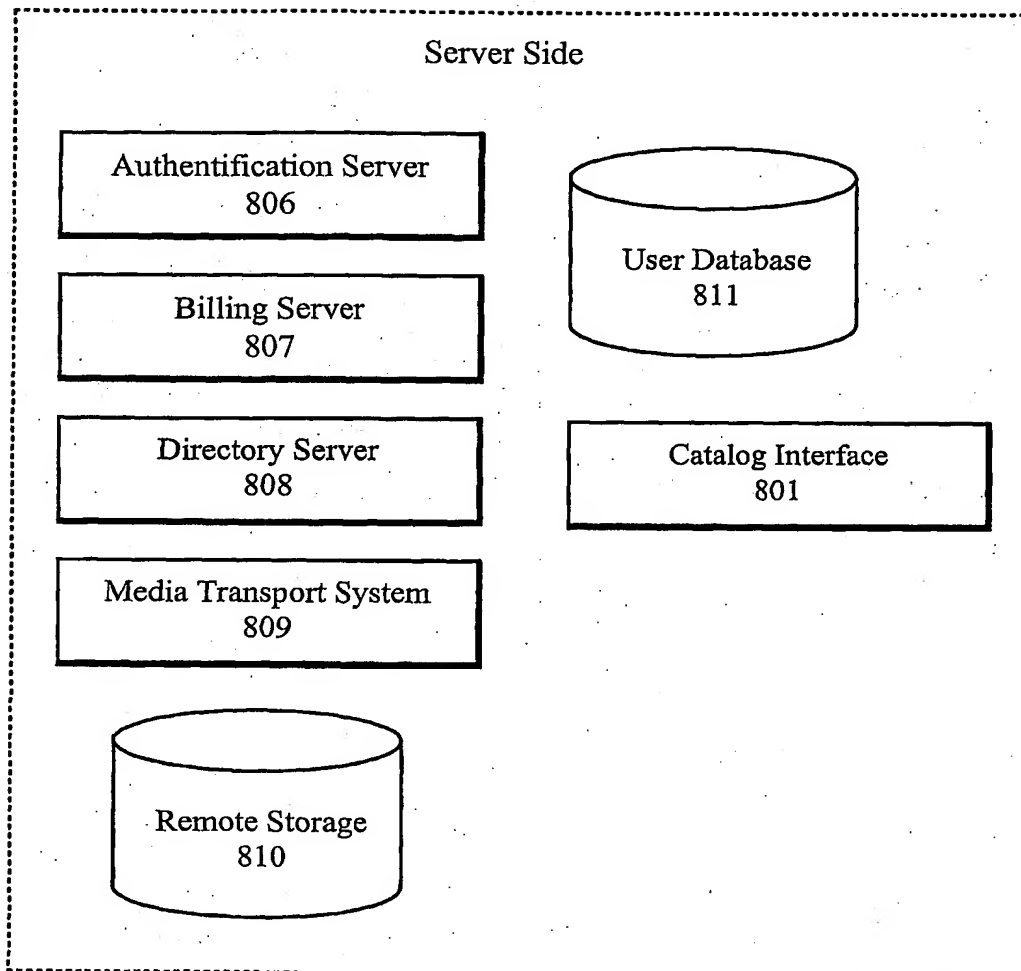 Server Side
Authentification Server
806
Billing Server
807
Directory Server
808
Media Transport System
809
Remote Storage
810
User Database
811
Catalog Interface
801